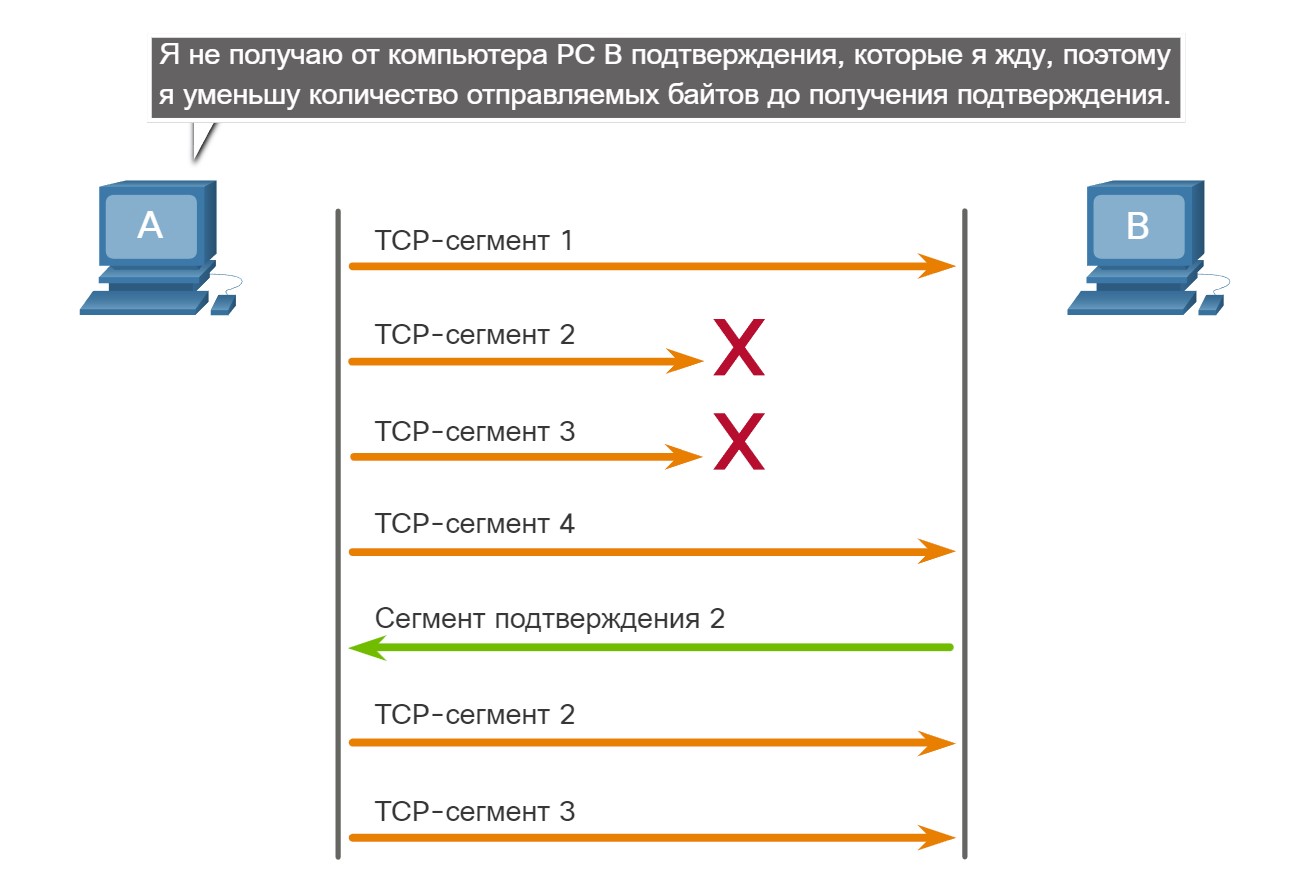 Я не получаю от компьютера PC B подтверждения, которые я жду, поэтому
я уменьшу количество отправляемых байтов до получения подтверждения.
A
B
TCP-сегмент 1
TCP-сегмент 2
X
TCP-сегмент 3
X
TCP-сегмент 4
Сегмент подтверждения 2
TCP-сегмент 2
TCP-сегмент 3